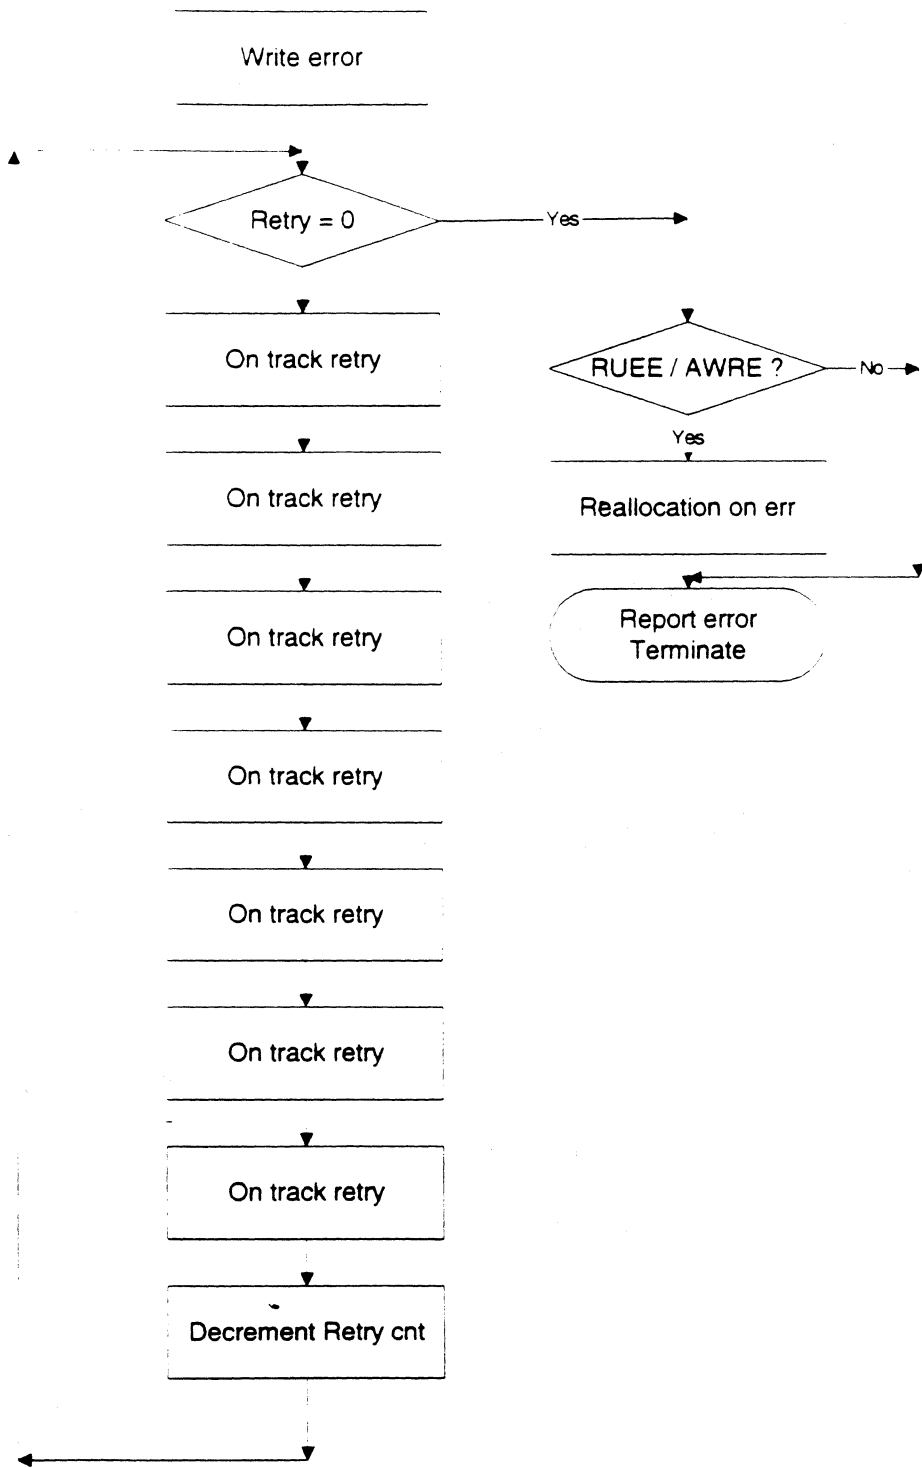 Write error
Retry = 0
Yes
On track retry
RUEE / AWRE ?
No
Yes
On track retry
Reallocation on err
On track retry
Report error
Terminate
On track retry
On track retry
On track retry
On track retry
Decrement Retry cnt